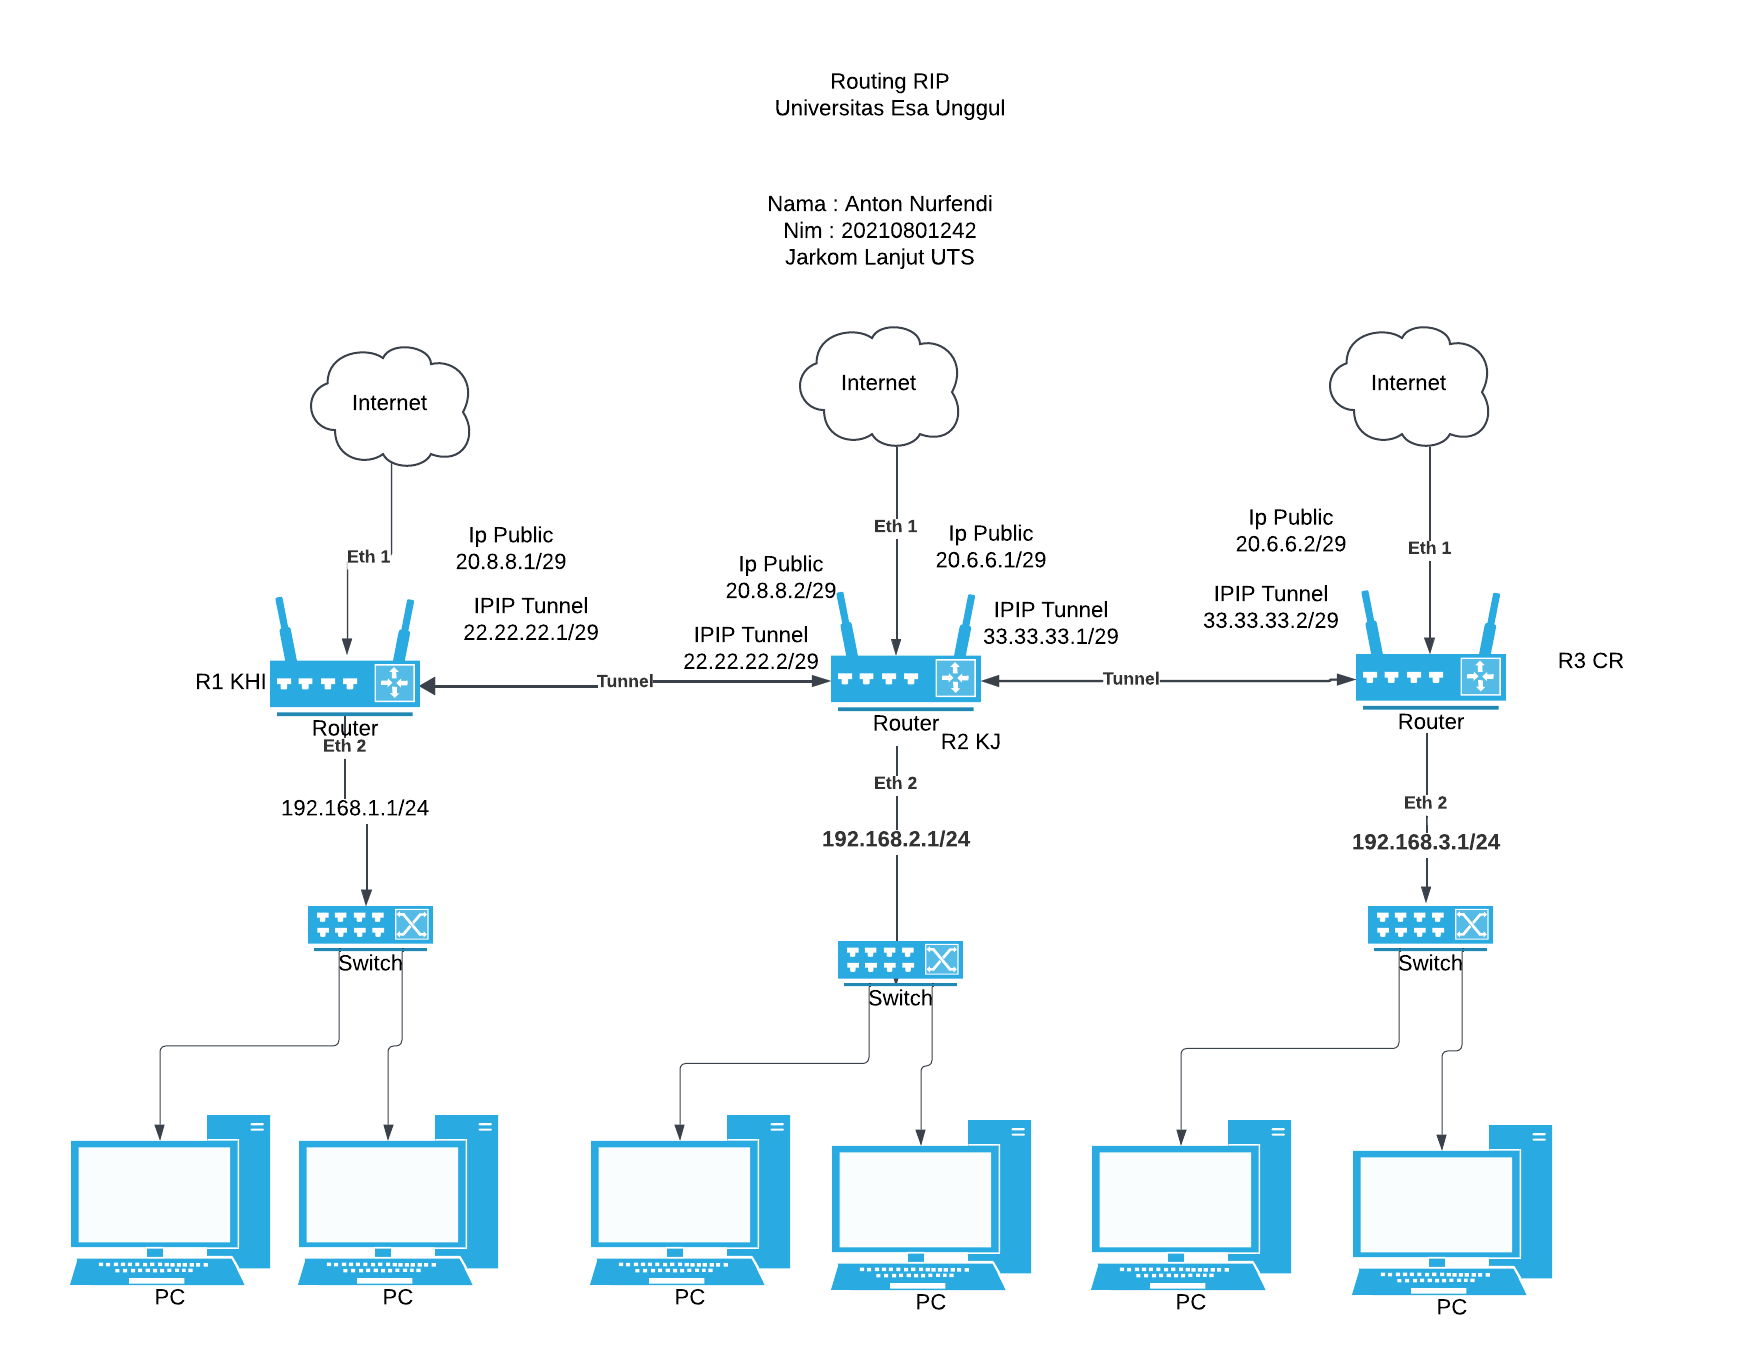 Routing RIP
Universitas Esa Unggul
Nama : Anton Nurfendi
Nim : 20210801242
Jarkom Lanjut UTS
Internet
Internet
Internet
Eth 1
Ip Public
20.8.8.1/29
IPIP Tunnel
22.22.22.1/29
Ip Public
20.8.8.2/29
IPIP Tunnel
22.22.22.2/29
Eth 1
Ip Public
20.6.6.1/29
IPIP Tunnel
33.33.33.1/29
Ip Public
20.6.6.2/29
IPIP Tunnel
33.33.33.2/29
Eth 1
R1 KHI
Tunnel
Tunnel
R3 CR
Router
Eth 2
192.168.1.1/24
Router
R2 KJ
Eth 2
192.168.2.1/24
Router
Eth 2
192.168.3.1/24
Switch
Switch
Switch
PC
PC
PC
PC
PC
PC